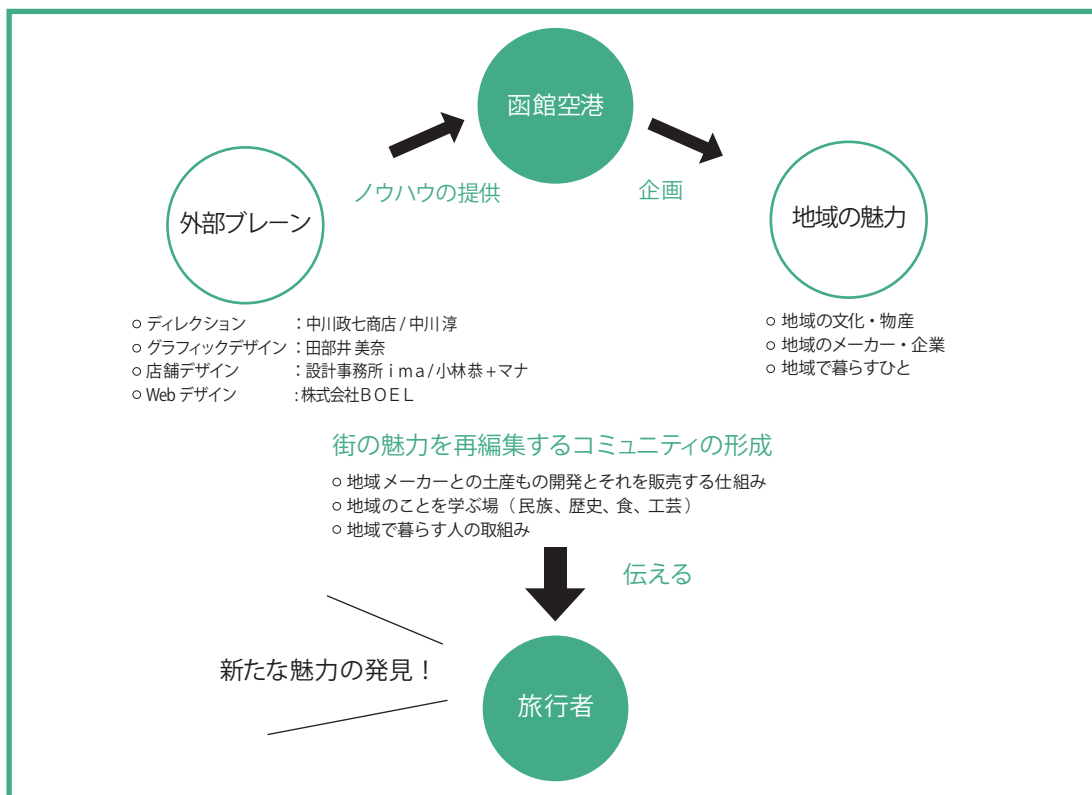 函館空港
ノウハウの提供
企画
外部ブレーン
地域の魅力
○ ディレクション ：中川政七商店 / 中川 淳
○ グラフィックデザイン：田部井 美奈
○ 店舗デザイン ：設計事務所 ima / 小林 恭 + マナ
○ Web デザイン ：株式会社BOEL
○ 地域の文化・物産
○ 地域のメーカー・企業
○ 地域で暮らすひと
街の魅力を再編集するコミュニティの形成
○ 地域メーカーとの土産もの開発とそれを販売する仕組み
○ 地域のことを学ぶ場（民族、歴史、食、工芸）
○ 地域で暮らす人の取組み
伝える
新たな魅力の発見！
旅行者